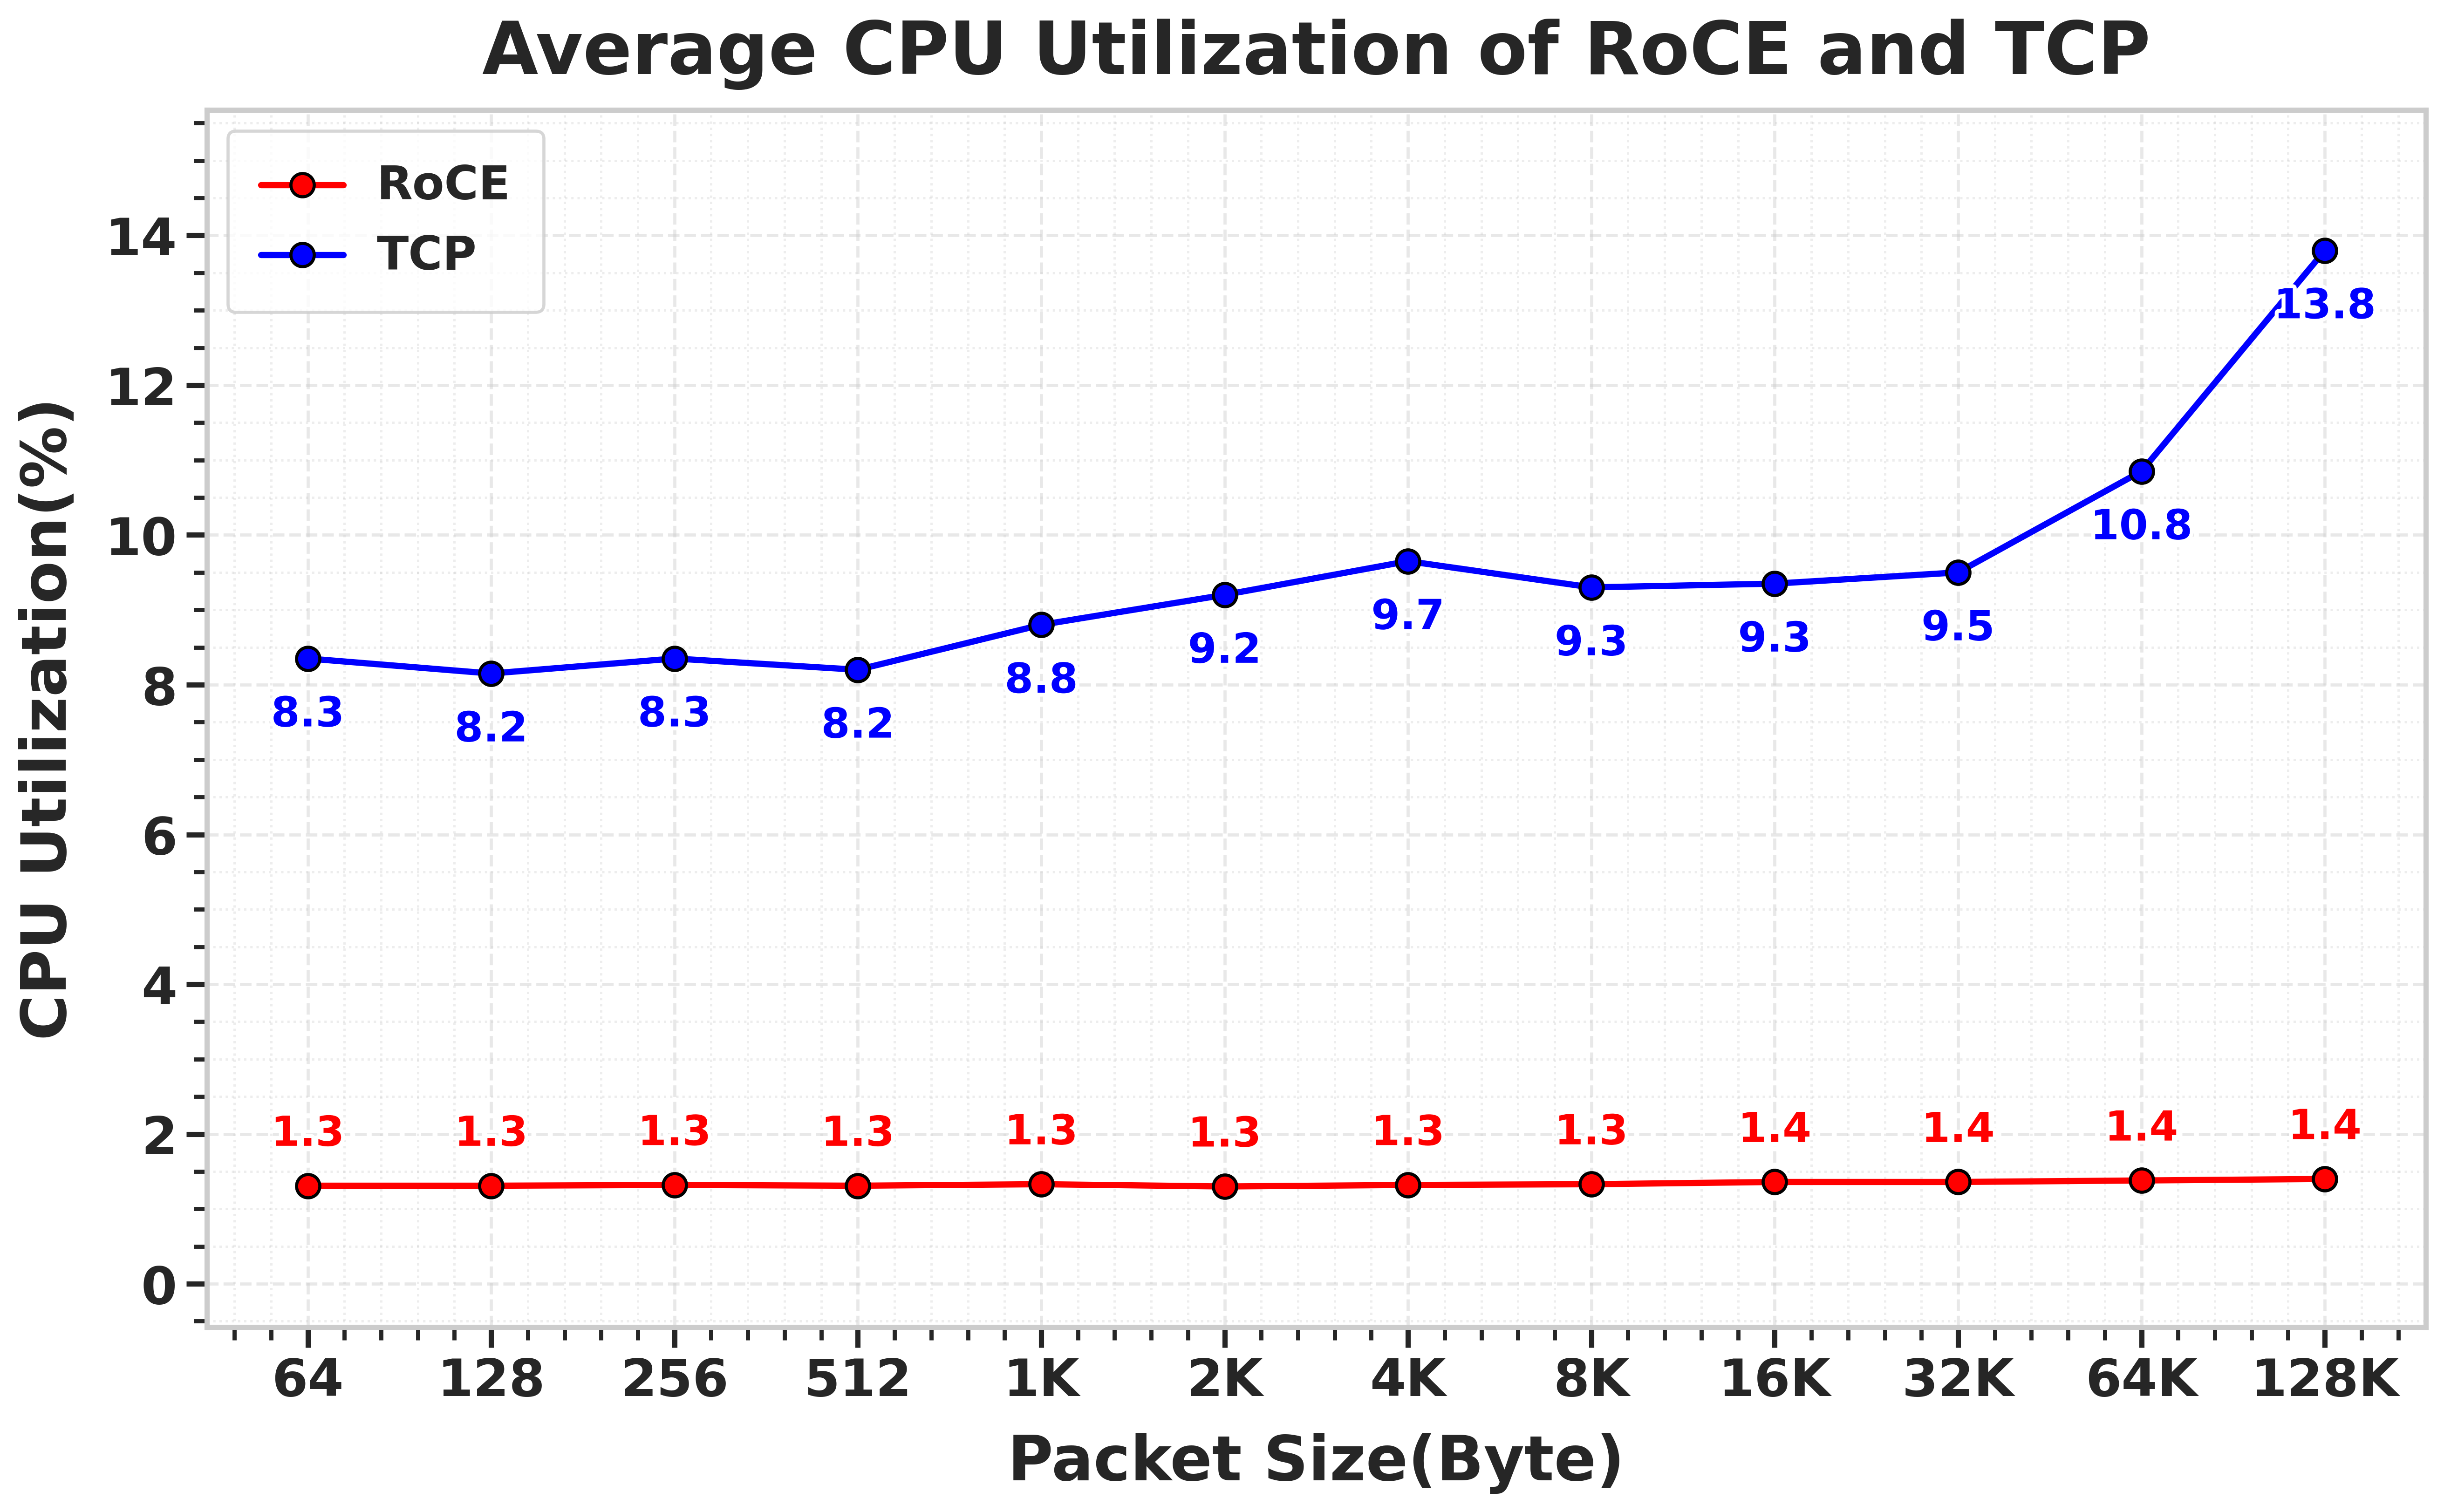 Average CPU Utilization of RoCE and TCP
RoCE
TCP
CPU Utilization(%)
14
12
10
8
6
4
2
0
13.8
10.8
9.7
9.2
9.3
9.3
9.5
8.8
8.3
8.2
8.3
8.2
1.3
1.3
1.3
1.3
1.3
1.3
1.3
1.3
1.4
1.4
1.4
1.4
64
128
256
512
1K
2K
4K
8K
16K
32K
64K
128K
Packet Size(Byte)